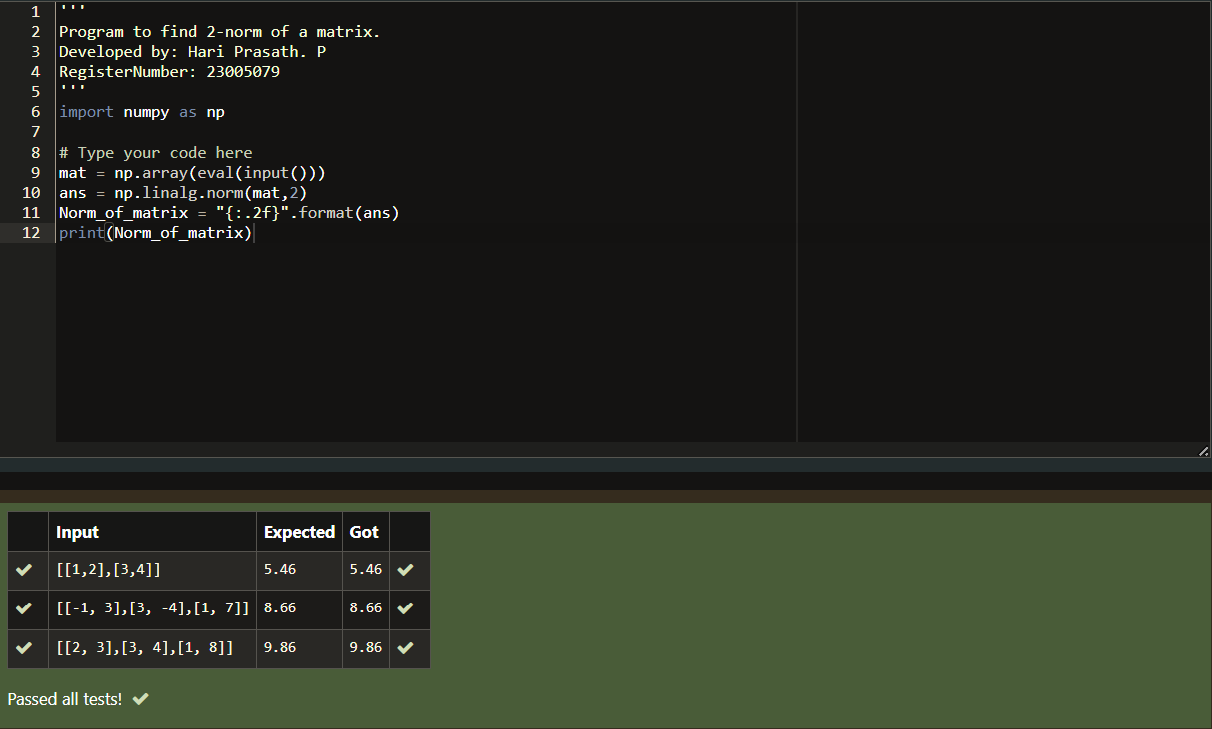 1 '''
2 Program to find 2-norm of a matrix.
3 Developed by: Hari Prasath. P
4 RegisterNumber: 23005079
5 '''
6 import numpy as np
7
8 # Type your code here
9 mat = np.array(eval(input()))
10 ans = np.linalg.norm(mat,2)
11 Norm_of_matrix = "{:.2f}".format(ans)
12 print(Norm_of_matrix)
Input Expected Got
[[1,2],[3,4]] 5.46 5.46
[[-1, 3],[3, -4],[1, 7]] 8.66 8.66
[[2, 3],[3, 4],[1, 8]] 9.86 9.86
Passed all tests!